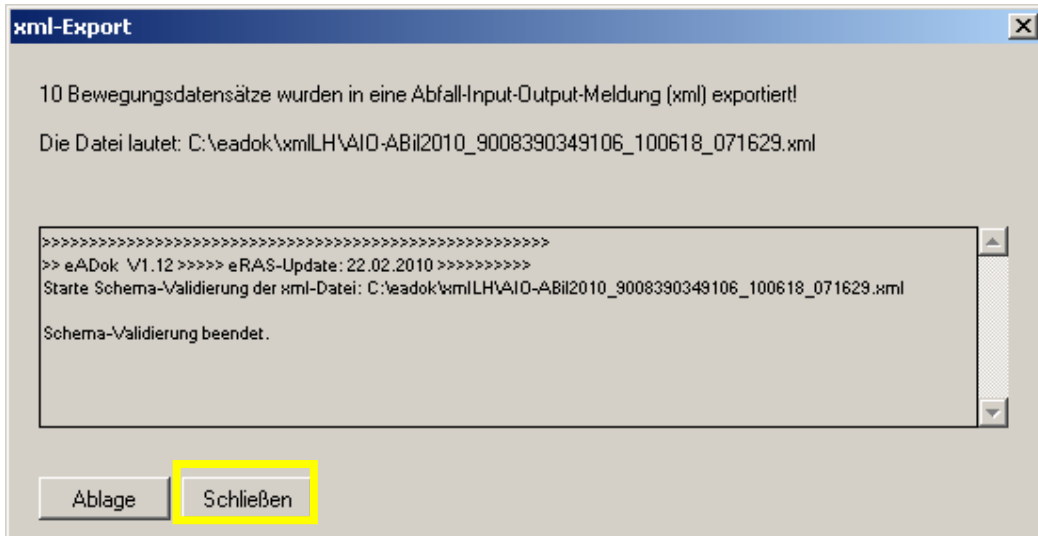 xml-Export
10 Bewegungsdatensätze wurden in eine Abfall-Input-Output-Meldung (xml) exportiert!
Die Datei lautet: C:\eadok\xmlLH\AIO-ABil2010_9008390349106_100618_071629.xml
>>>>>>>>>>>>>>>>>>>>>>>>>>>>>>>>>>>>>>>>>>>>>>>>>>>>>>
>> eADok V1.12 >>>>> eRAS-Update: 22.02.2010 >>>>>>>>>>
Starte Schema-Validierung der xml-Datei: C:\eadok\xmlLH\AIO-ABil2010_9008390349106_100618_071629.xml
Schema-Validierung beendet.
Ablage
Schließen